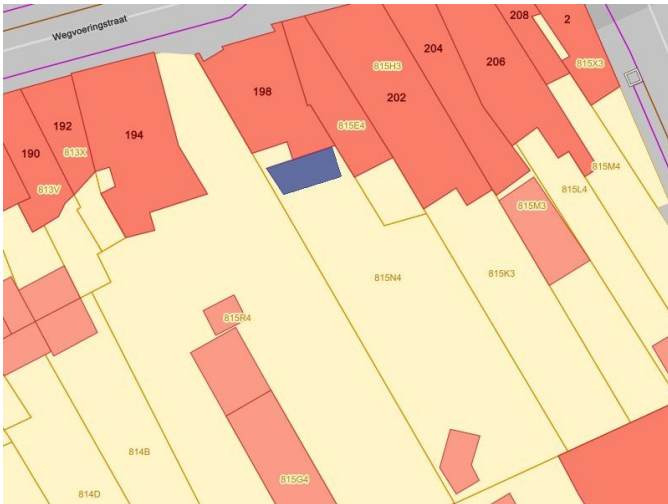 Wegvoeringstraat
208
2
204
815H3
206
815X3
198
202
192
194
815E4
190
813X
813V
815M4
815L4
815M3
815K3
815N4
815R4
814B
815G4
814D